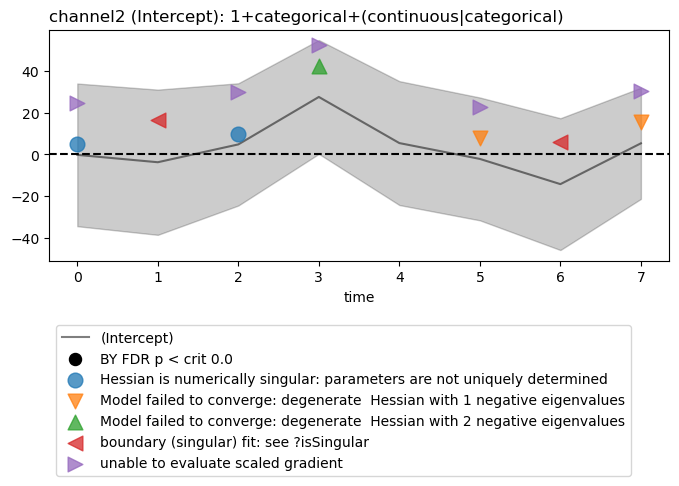 channel2 (Intercept): 1+categorical+(continuous|categorical)
40
20
0
−20
−40
0 1 2 3 4 5 6 7
time
(Intercept)
BY FDR p < crit 0.0
Hessian is numerically singular: parameters are not uniquely determined
Model failed to converge: degenerate  Hessian with 1 negative eigenvalues
Model failed to converge: degenerate  Hessian with 2 negative eigenvalues
boundary (singular) fit: see ?isSingular
unable to evaluate scaled gradient